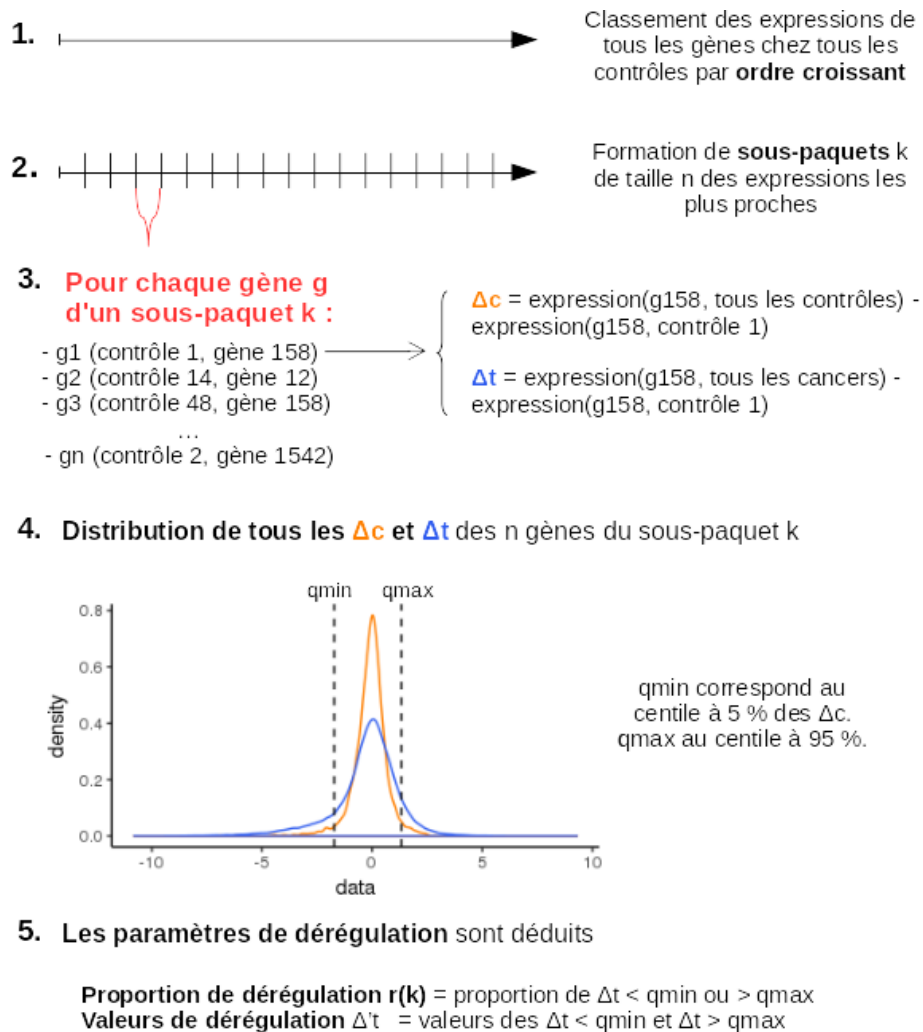 1.
Classement des expressions de
tous les gènes chez tous les
contrôles par ordre croissant
2.
Formation de sous-paquets k
de taille n des expressions les
plus proches
3. Pour chaque gène g
d'un sous-paquet k :
- g1 (contrôle 1, gène 158)
- g2 (contrôle 14, gène 12)
- g3 (contrôle 48, gène 158)
...
- gn (contrôle 2, gène 1542)
Δc = expression(g158, tous les contrôles) -
expression(g158, contrôle 1)
Δt = expression(g158, tous les cancers) -
expression(g158, contrôle 1)
4. Distribution de tous les Δc et Δt des n gènes du sous-paquet k
qmin qmax
0.8
0.6
0.4
0.2
0.0
density
-10 -5 0 5 10
data
qmin correspond au
centile à 5 % des Δc.
qmax au centile à 95 %.
5. Les paramètres de dérégulation sont déduits
Proportion de dérégulation r(k) = proportion de Δt < qmin ou > qmax
Valeurs de dérégulation Δ't = valeurs des Δt < qmin et Δt > qmax